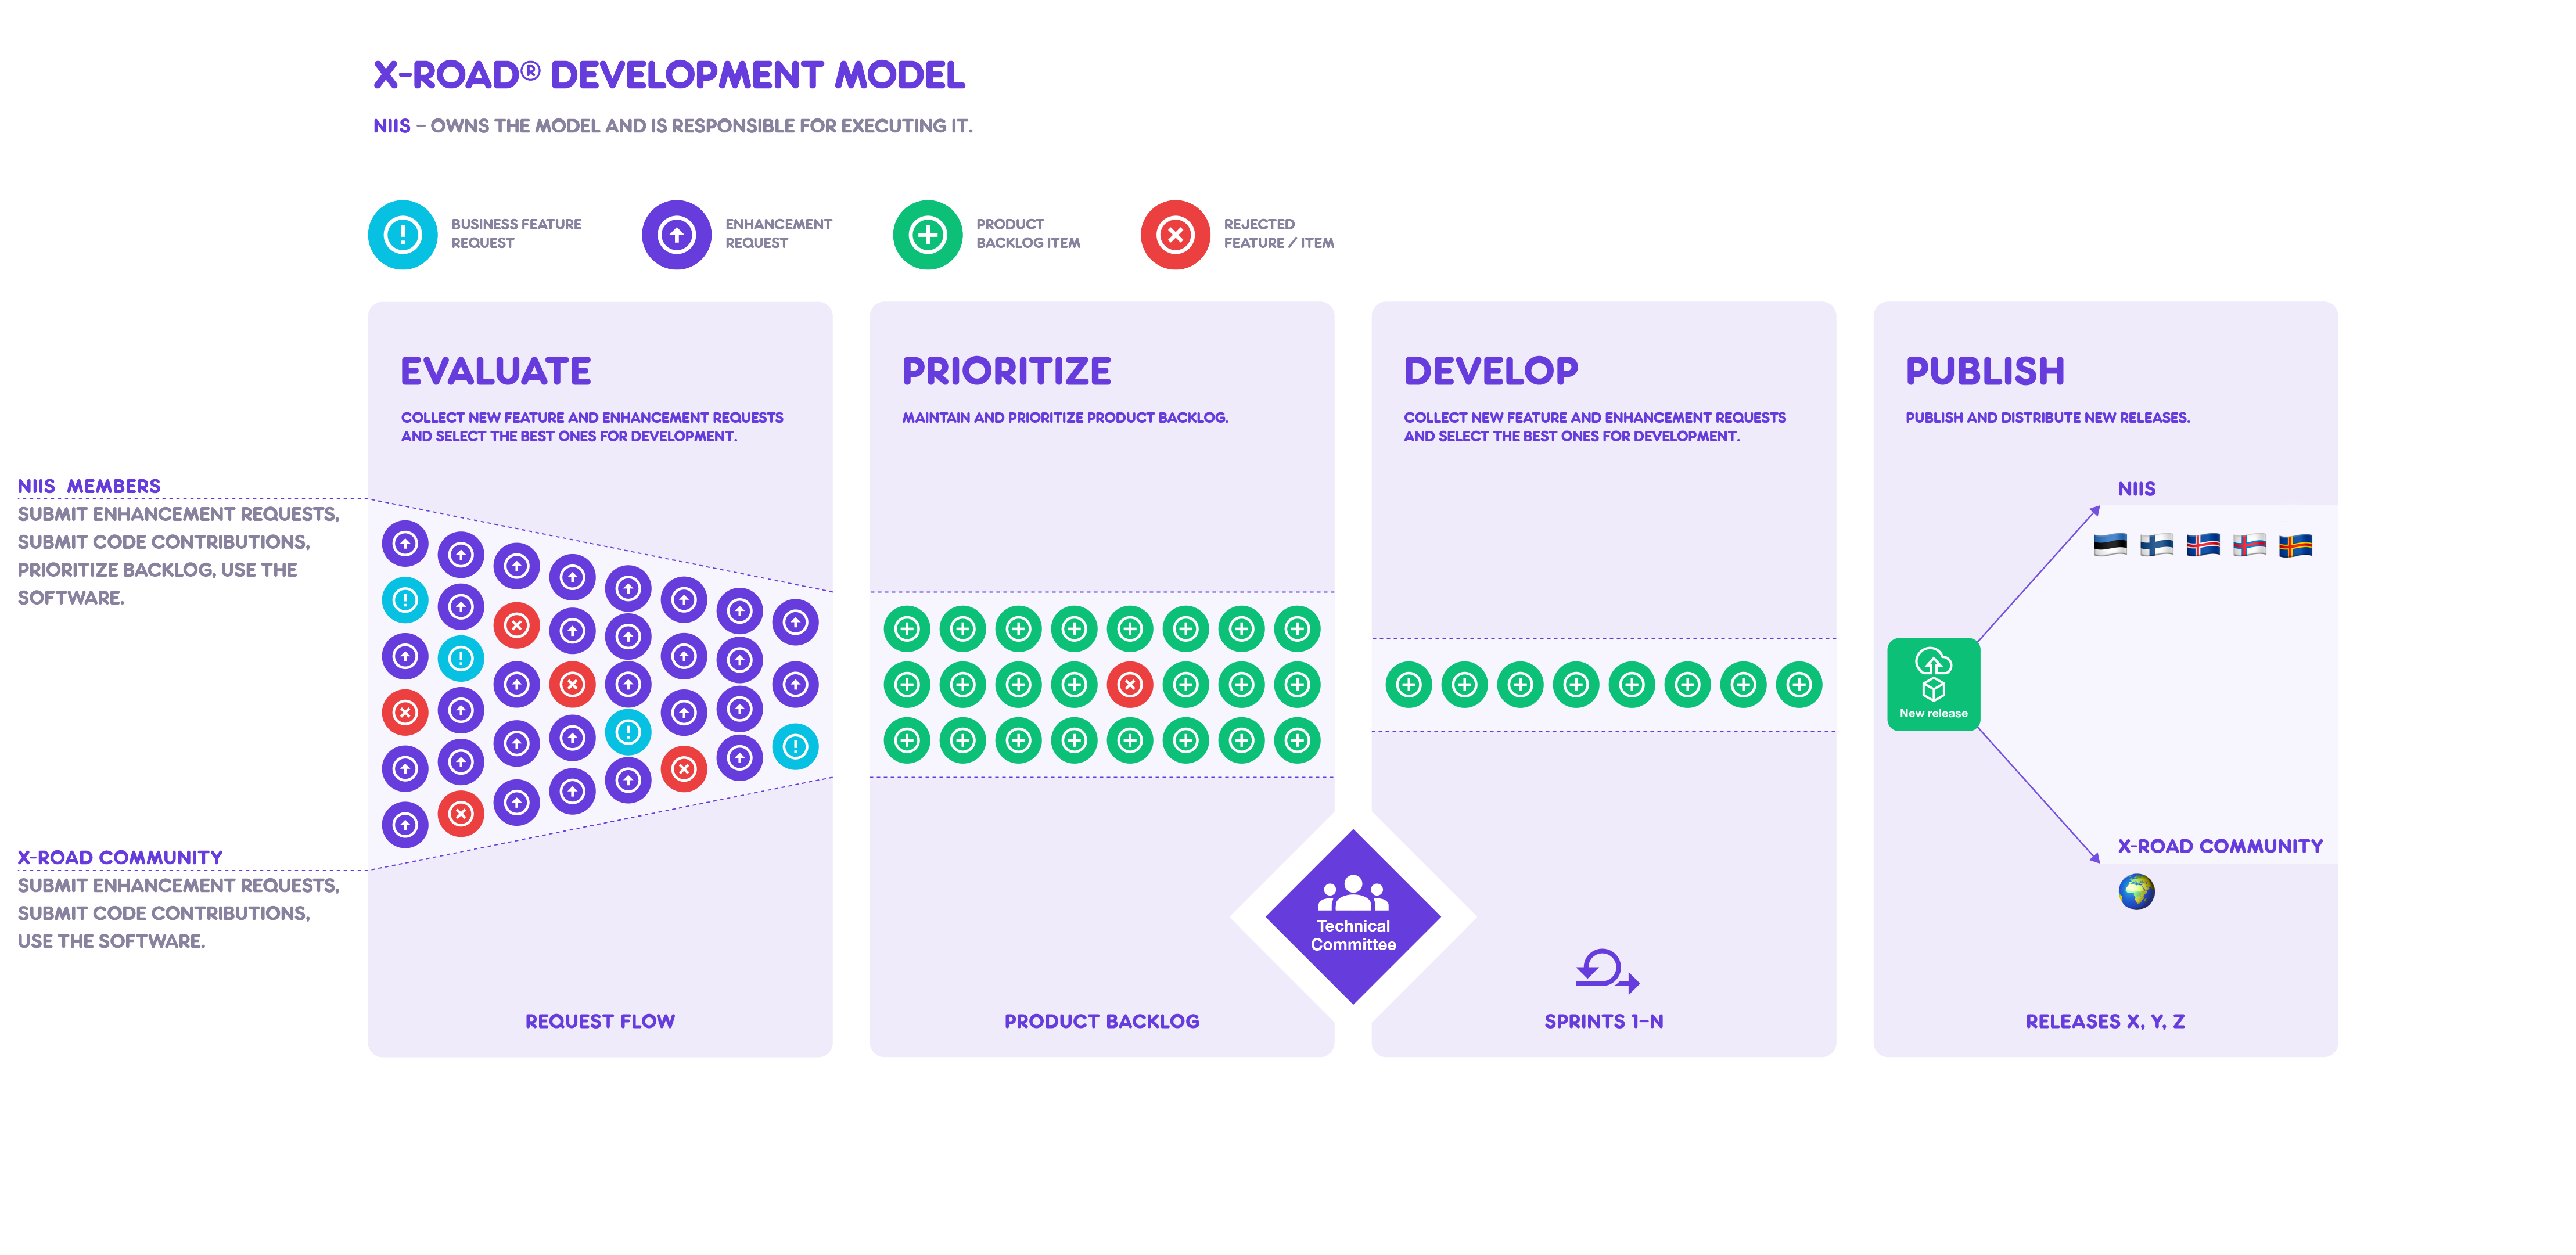 X-ROAD® DEVELOPMENT MODEL
NIIS – OWNS THE MODEL AND IS RESPONSIBLE FOR EXECUTING IT.
BUSINESS FEATURE
REQUEST
ENHANCEMENT
REQUEST
PRODUCT
BACKLOG ITEM
REJECTED
FEATURE / ITEM
NIIS MEMBERS
SUBMIT ENHANCEMENT REQUESTS,
SUBMIT CODE CONTRIBUTIONS,
PRIORITIZE BACKLOG, USE THE
SOFTWARE.
X-ROAD COMMUNITY
SUBMIT ENHANCEMENT REQUESTS,
SUBMIT CODE CONTRIBUTIONS,
USE THE SOFTWARE.
EVALUATE
COLLECT NEW FEATURE AND ENHANCEMENT REQUESTS
AND SELECT THE BEST ONES FOR DEVELOPMENT.
REQUEST FLOW
PRIORITIZE
MAINTAIN AND PRIORITIZE PRODUCT BACKLOG.
PRODUCT BACKLOG
Technical
Committee
DEVELOP
COLLECT NEW FEATURE AND ENHANCEMENT REQUESTS
AND SELECT THE BEST ONES FOR DEVELOPMENT.
SPRINTS 1–N
PUBLISH
PUBLISH AND DISTRIBUTE NEW RELEASES.
NIIS
New release
X-ROAD COMMUNITY
RELEASES X, Y, Z